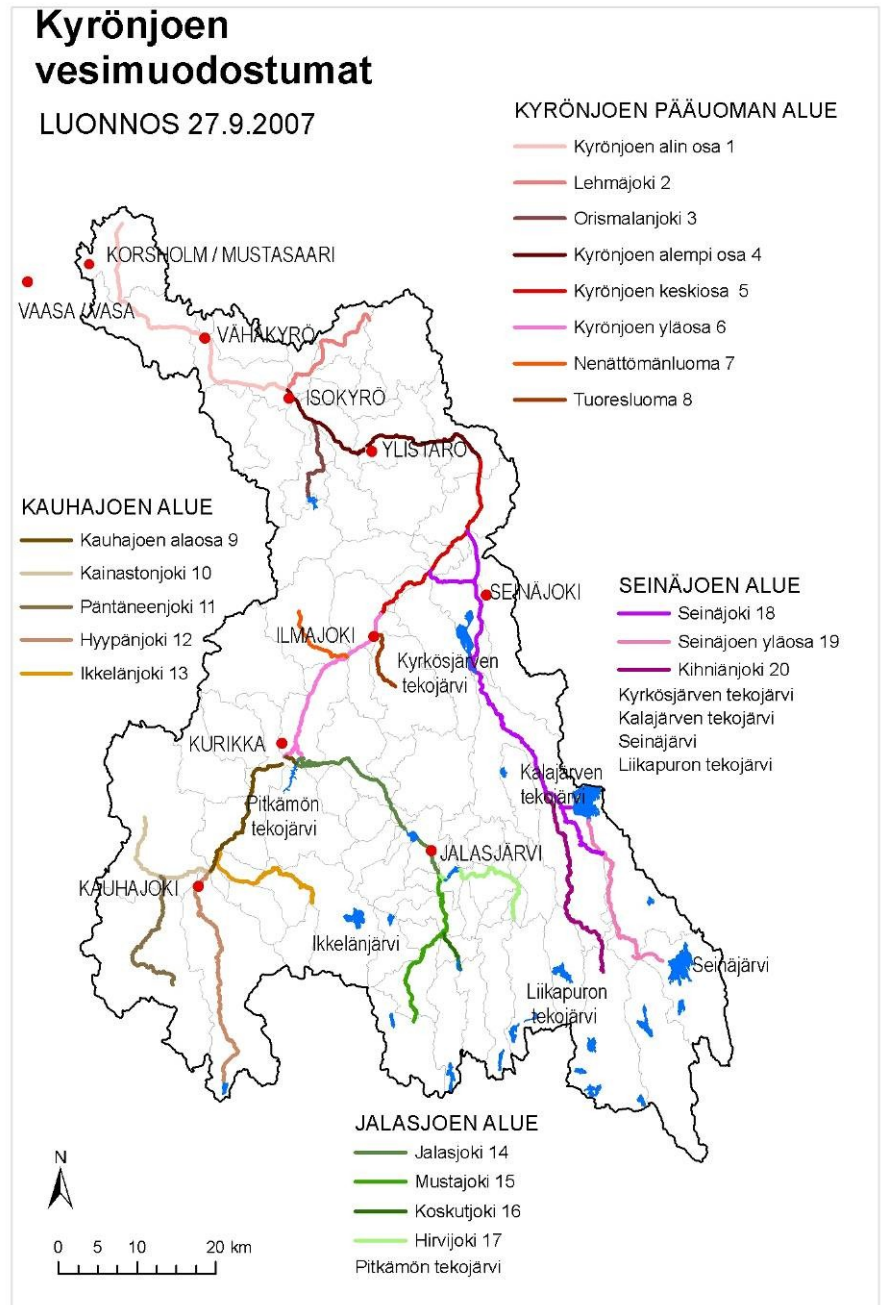 Kyrönjoen
vesimuodostumat
LUONNOS 27.9.2007
KYRÖNJOEN PÄÄUOMAN ALUE
Kyrönjoen alin osa 1
Lehmäjoki 2
Orismalanjoki 3
Kyrönjoen alempi osa 4
Kyrönjoen keskiosa 5
Kyrönjoen yläosa 6
Nenättömänluoma 7
Tuoresluoma 8
KORSHOLM / MUSTASAARI
VAASA / VASA
VÄHÄKYRÖ
ISOKYRÖ
YLISTARO
KAUHAJOEN ALUE
Kauhajoen alaosa 9
Kainastonjoki 10
Päntäneenjoki 11
Hyypänjoki 12
Ikkelänjoki 13
SEINÄJOKI
SEINÄJOEN ALUE
Seinäjoki 18
Seinäjoen yläosa 19
Kihniänjoki 20
Kyrkösjärven tekojärvi
Kalajärven tekojärvi
Seinäjärvi
Liikapuron tekojärvi
ILMAJOKI
Kyrkösjärven
tekojärvi
KURIKKA
Pitkämön
tekojärvi
Kalajärven
tekojärvi
JALASJÄRVI
KAUHAJOKI
Ikkelänjärvi
Liikapuron
tekojärvi
Seinäjärvi
JALASJOEN ALUE
Jalasjoki 14
Mustajoki 15
Koskutjoki 16
Hirvijoki 17
Pitkämön tekojärvi
N
0 5 10 20 km